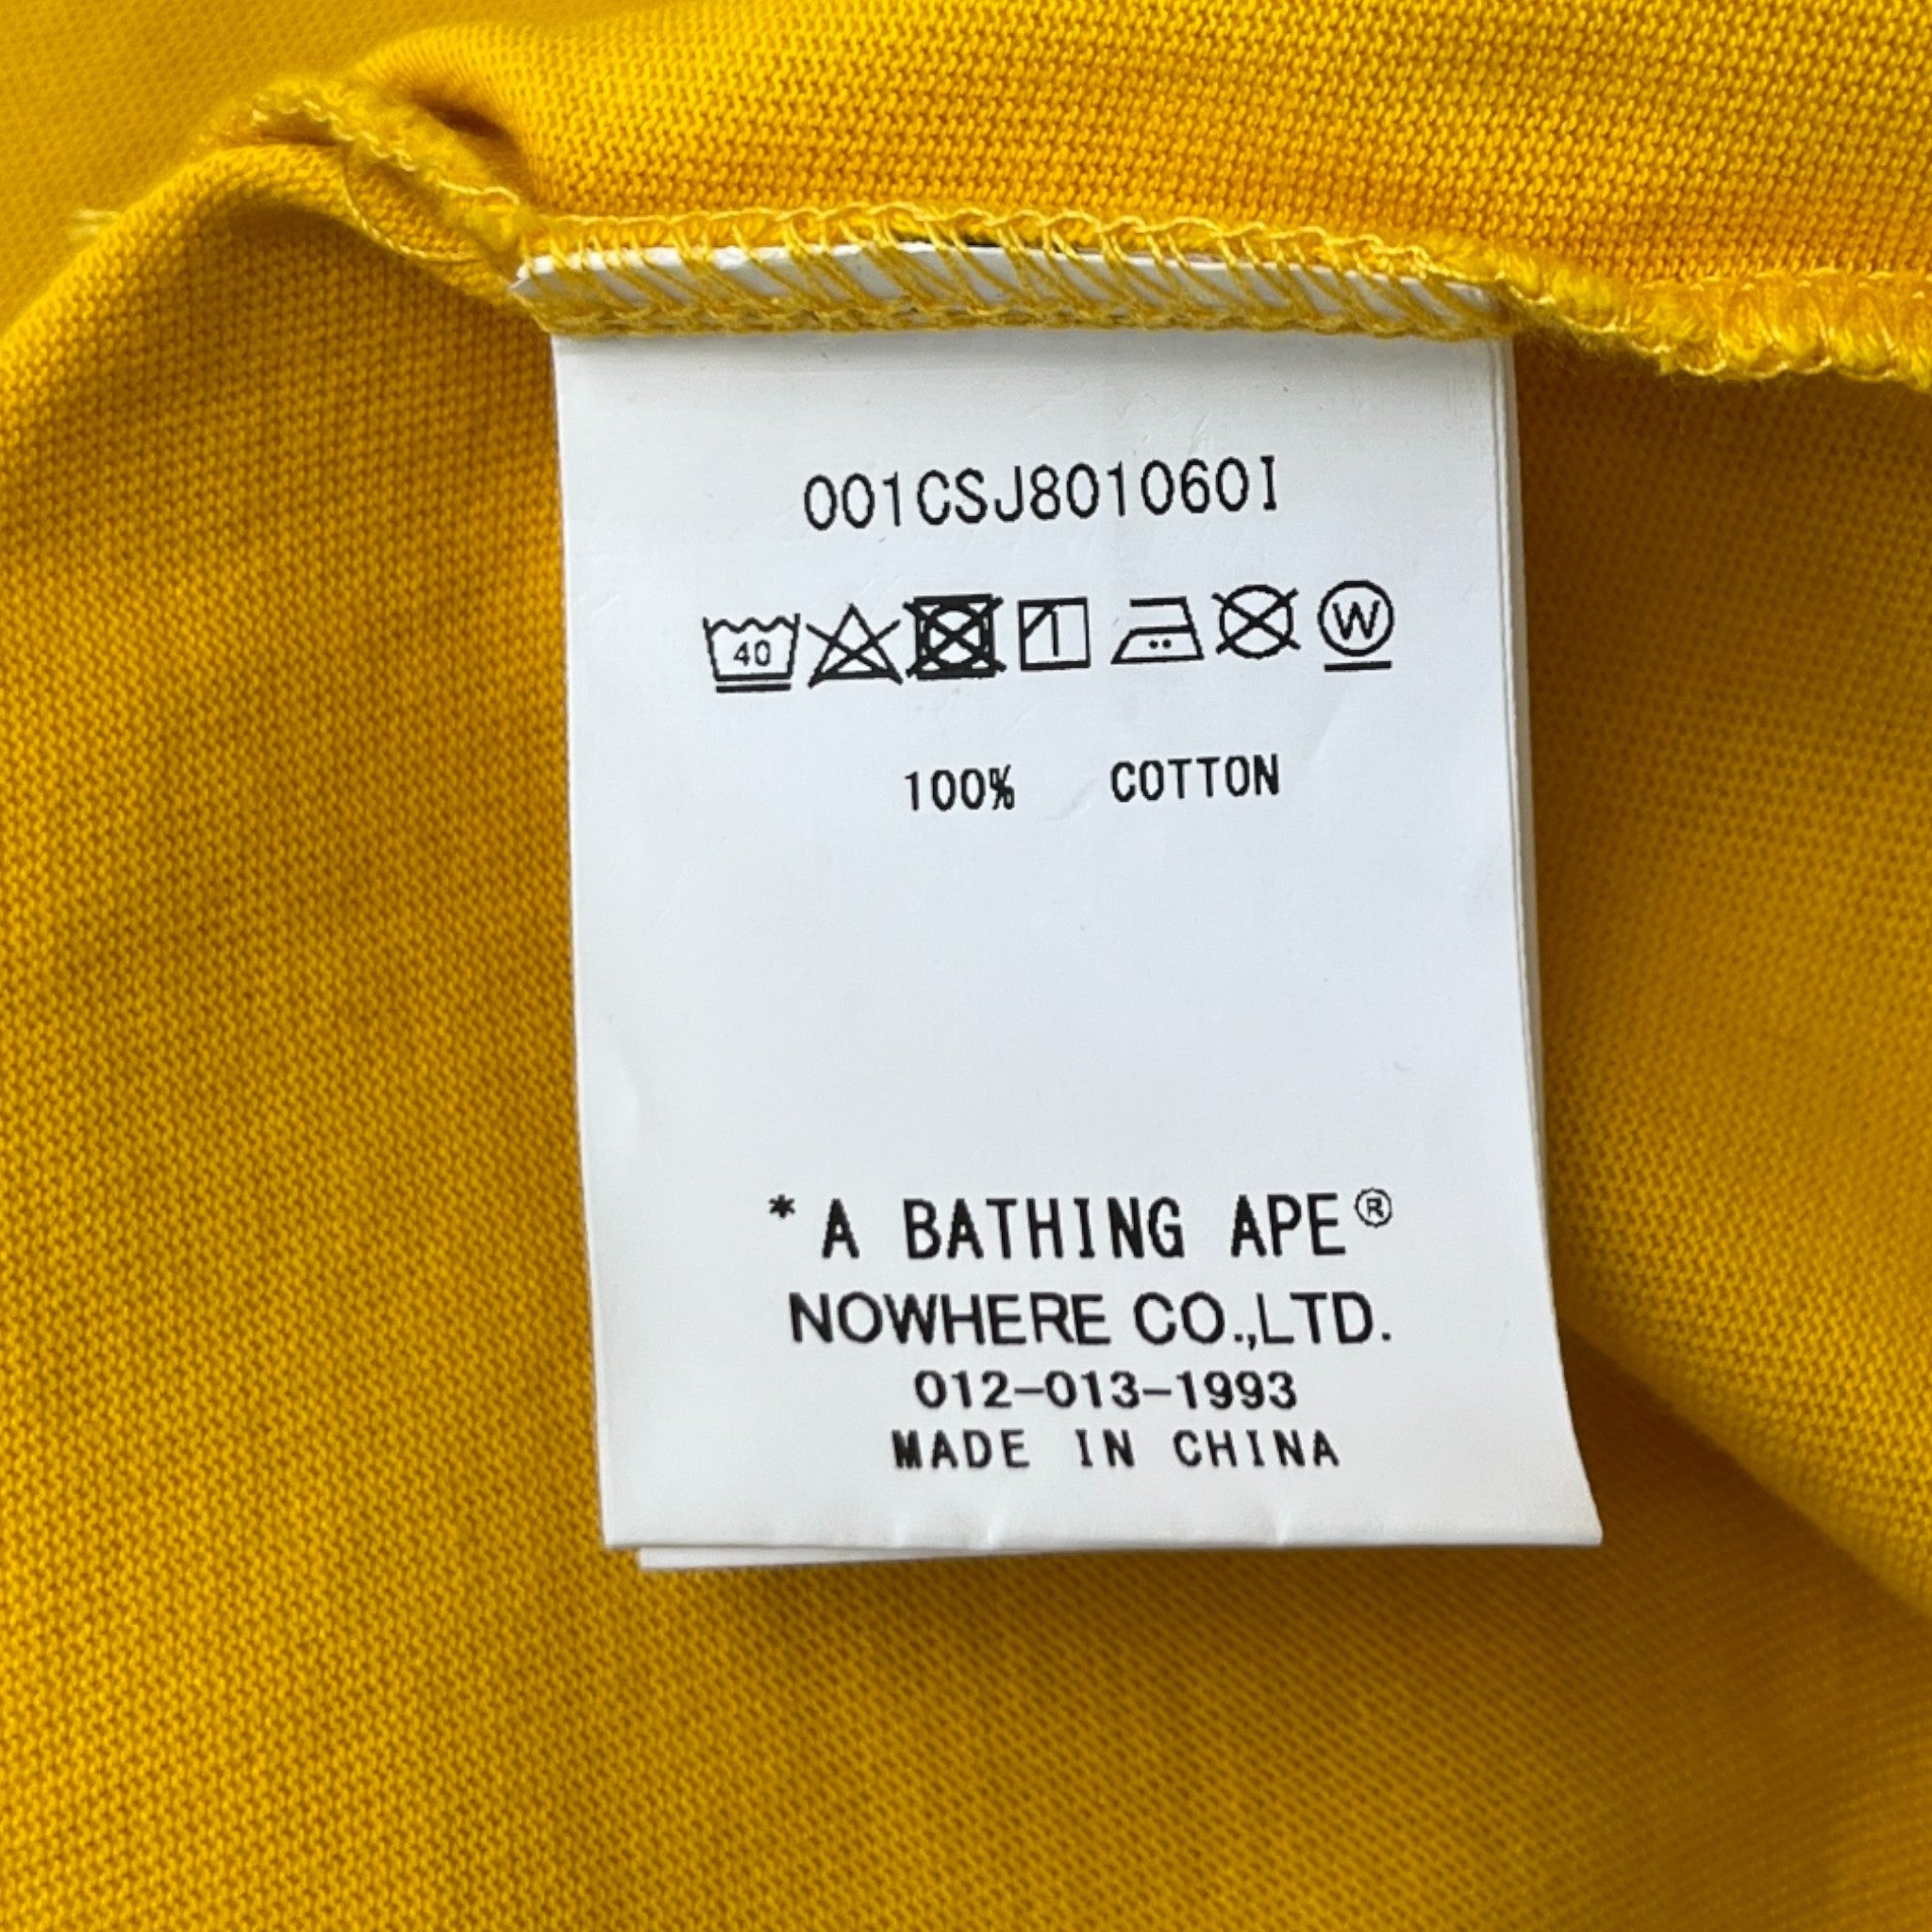 001CSJ801060I
40
W
100% COTTON
*A BATHING APE®
NOWHERE CO.,LTD.
012-013-1993
MADE IN CHINA